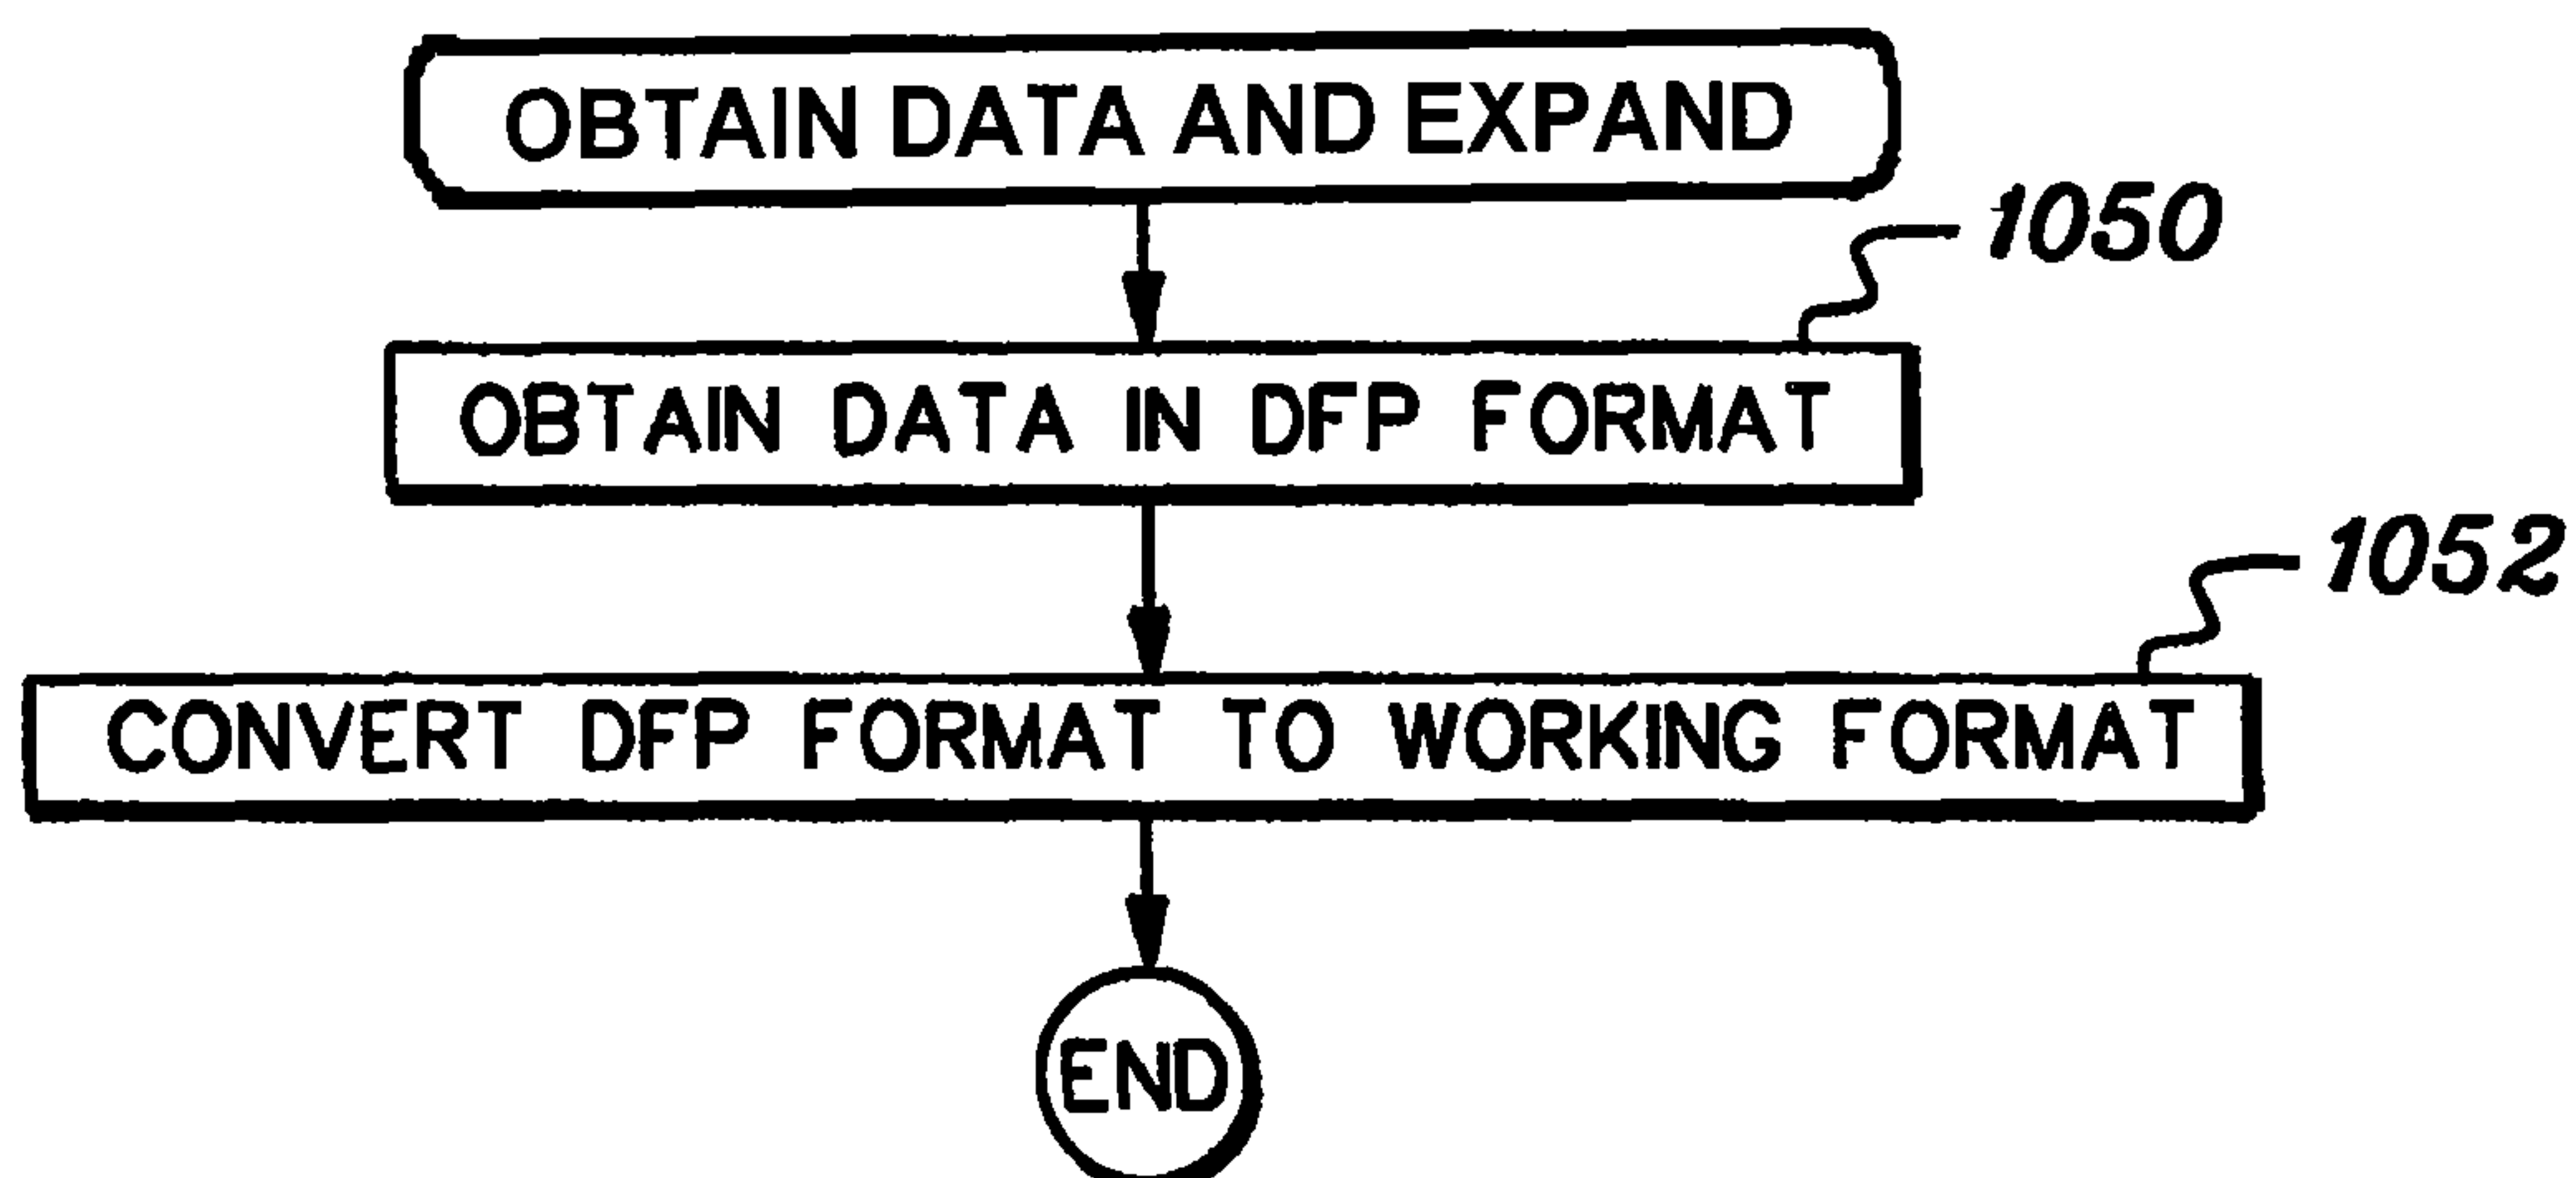 OBTAIN DATA AND EXPAND
1050
OBTAIN DATA IN DFP FORMAT
1052
CONVERT DFP FORMAT TO WORKING FORMAT
END